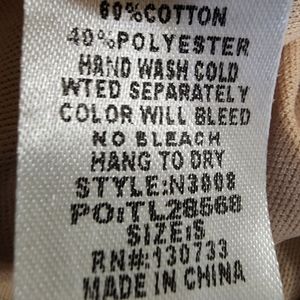 60%COTTON
40%POLYESTER
HAND WASH COLD
WTED SEPARATELY
COLOR WILL BLEED
NO BLEACH
HANG TO DRY
STYLE:N3008
PO:TL28568
SIZE:S
RN#:130733
MADE IN CHINA